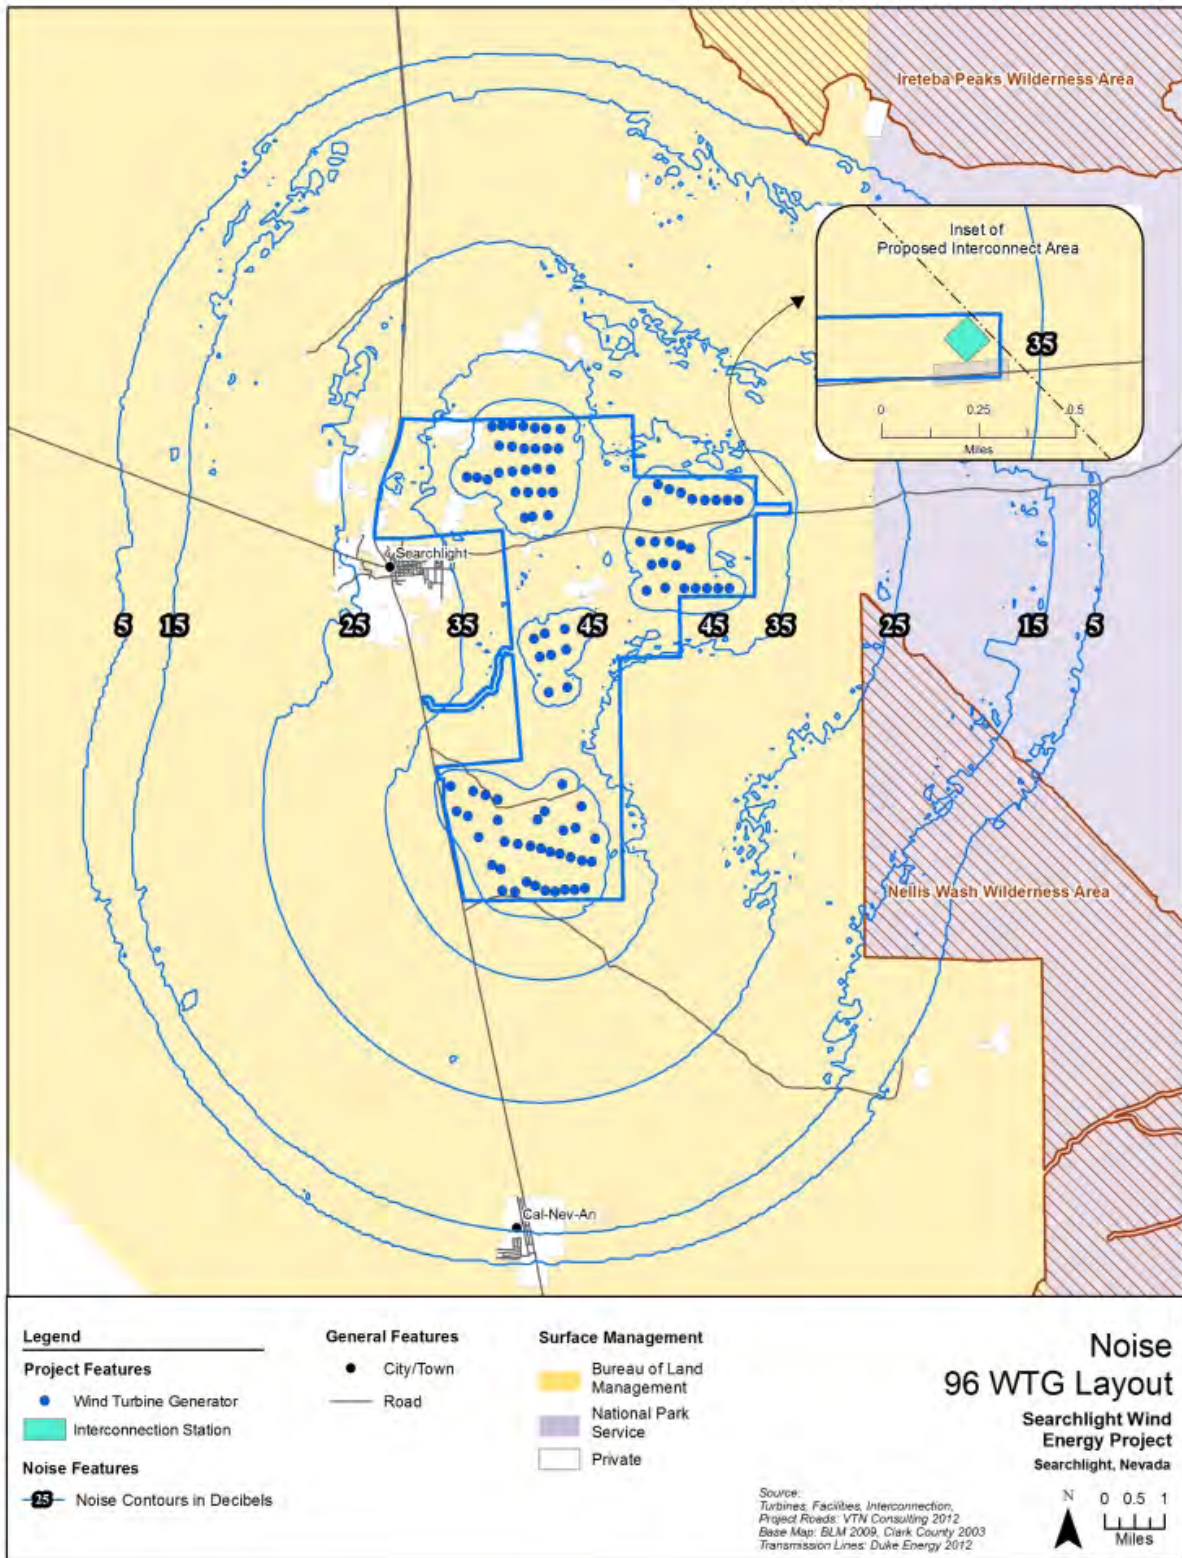 Ireteba Peaks Wilderness Area
Inset of
Proposed Interconnect Area
35
0 0.25 0.5
Miles
Searchlight
5 15 25 35 45 45 35 25 15 5
Nellis Wash Wilderness Area
Cal-Nev-Ari
Legend
Project Features
Wind Turbine Generator
Interconnection Station
Noise Features
25 Noise Contours in Decibels
General Features
City/Town
Road
Surface Management
Bureau of Land
Management
National Park
Service
Private
Noise
96 WTG Layout
Searchlight Wind
Energy Project
Searchlight, Nevada
Source:
Turbines, Facilities, Interconnection,
Project Roads: VTN Consulting 2012
Base Map: BLM 2009, Clark County 2003
Transmission Lines: Duke Energy 2012
N
0 0.5 1
Miles